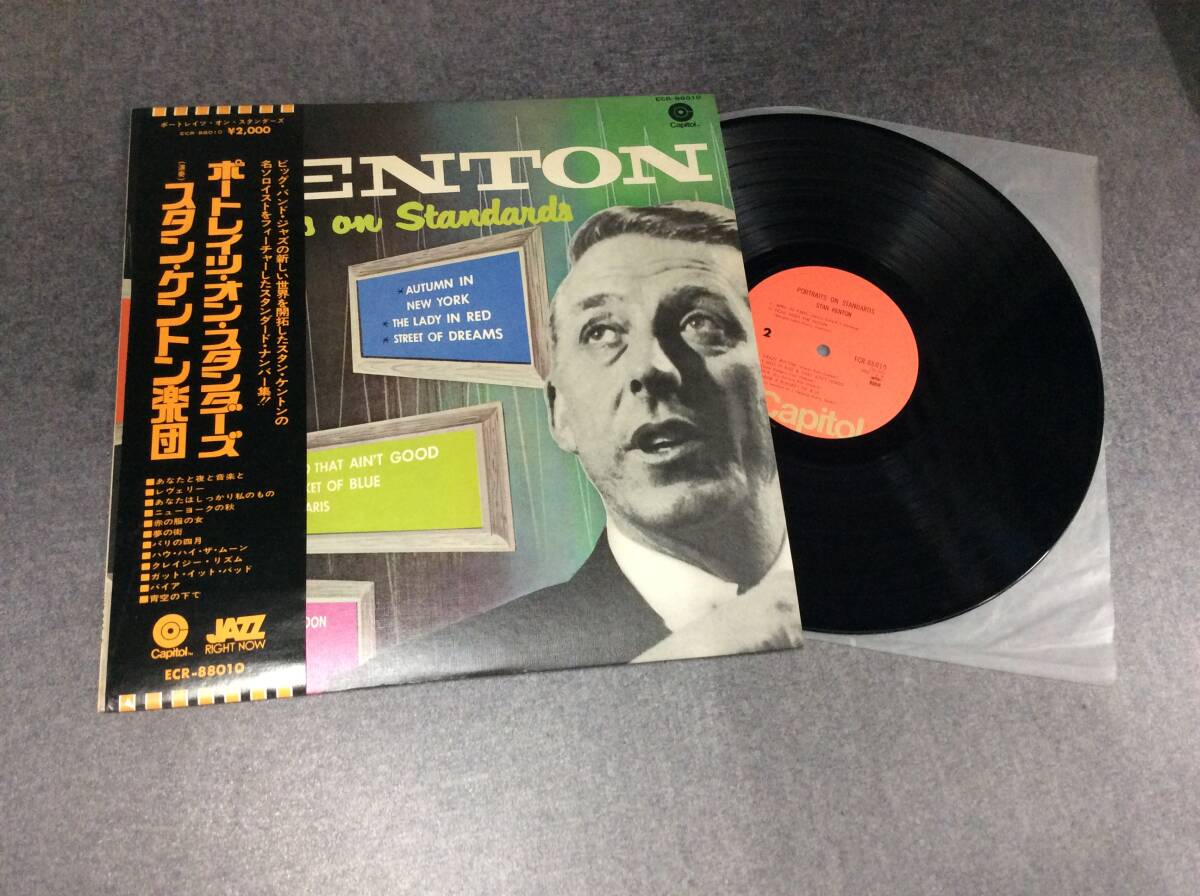 ポートレイツ・オン・スタンダーズ
ECR-88010 ¥2,000
ビッグ・バンド・ジャズの新しい世界を開拓したスタン・ケントンの
名ソロイストをフィーチャーしたスタンダード・ナンバー集!!
ポートレイツ・オン・スタンダーズ
(演奏)スタン・ケントン楽団
■あなたと夜と音楽と
■レヴェリー
■あなたはしっかり私のもの
■ニューヨークの秋
■赤い服の女
■夢の街
■パリの四月
■ハウ・ハイ・ザ・ムーン
■クレイジー・リズム
■ガット・イット・バッド
■バイア
■青空の下で
Capitol
JAZZ
RIGHT NOW
ECR-88010
ECR-88010
Capitol
ENTON
on Standards
AUTUMN IN
NEW YORK
THE LADY IN RED
STREET OF DREAMS
THAT AIN'T GOOD
KET OF BLUE
ARIS
OON
PORTRAITS ON STANDARDS
STAN KENTON
2
ECR-88010
Capitol